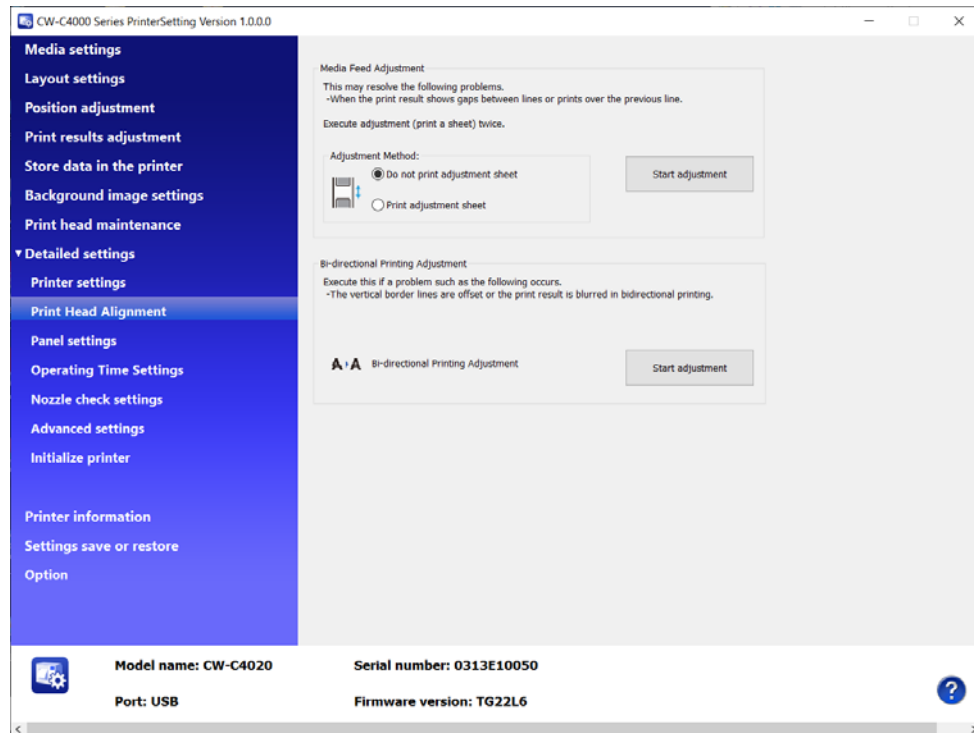 CW-C4000 Series PrinterSetting Version 1.0.0.0
Media settings
Layout settings
Position adjustment
Print results adjustment
Store data in the printer
Background image settings
Print head maintenance
Detailed settings
Printer settings
Print Head Alignment
Panel settings
Operating Time Settings
Nozzle check settings
Advanced settings
Initialize printer
Printer information
Settings save or restore
Option
Media Feed Adjustment
This may resolve the following problems.
-When the print result shows gaps between lines or prints over the previous line.
Execute adjustment (print a sheet) twice.
Adjustment Method:
Do not print adjustment sheet
Print adjustment sheet
Start adjustment
Bi-directional Printing Adjustment
Execute this if a problem such as the following occurs.
-The vertical border lines are offset or the print result is blurred in bidirectional printing.
A A Bi-directional Printing Adjustment
Start adjustment
Model name: CW-C4020
Serial number: 0313E10050
Port: USB
Firmware version: TG22L6
?